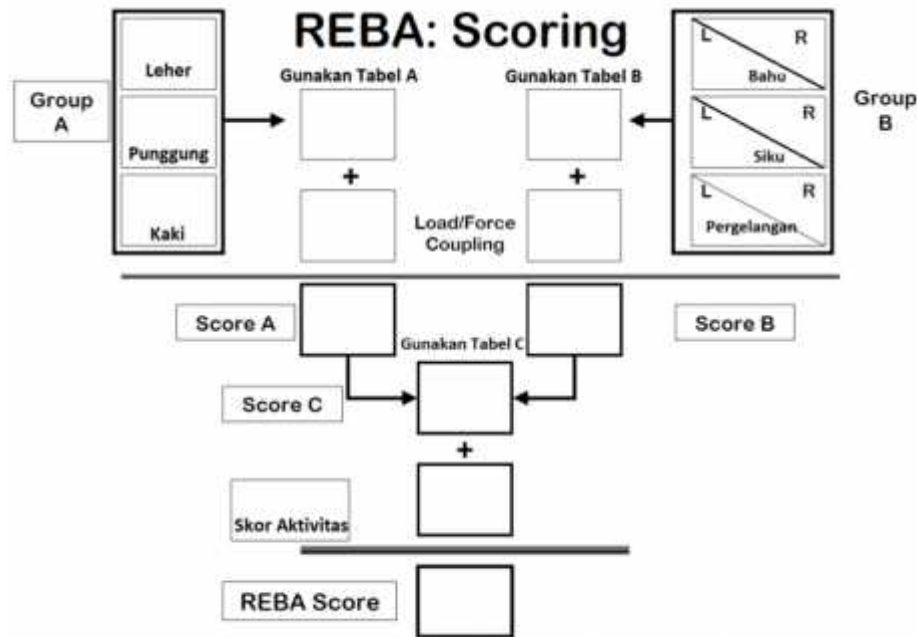 REBA: Scoring
Group
A
Leher
Punggung
Kaki
Gunakan Tabel A
Gunakan Tabel B
+
+
Load/Force
Coupling
L R
Bahu
L R
Siku
L R
Pergelangan
Group
B
Score A
Score B
Gunakan Tabel C
Score C
+
Skor Aktivitas
REBA Score